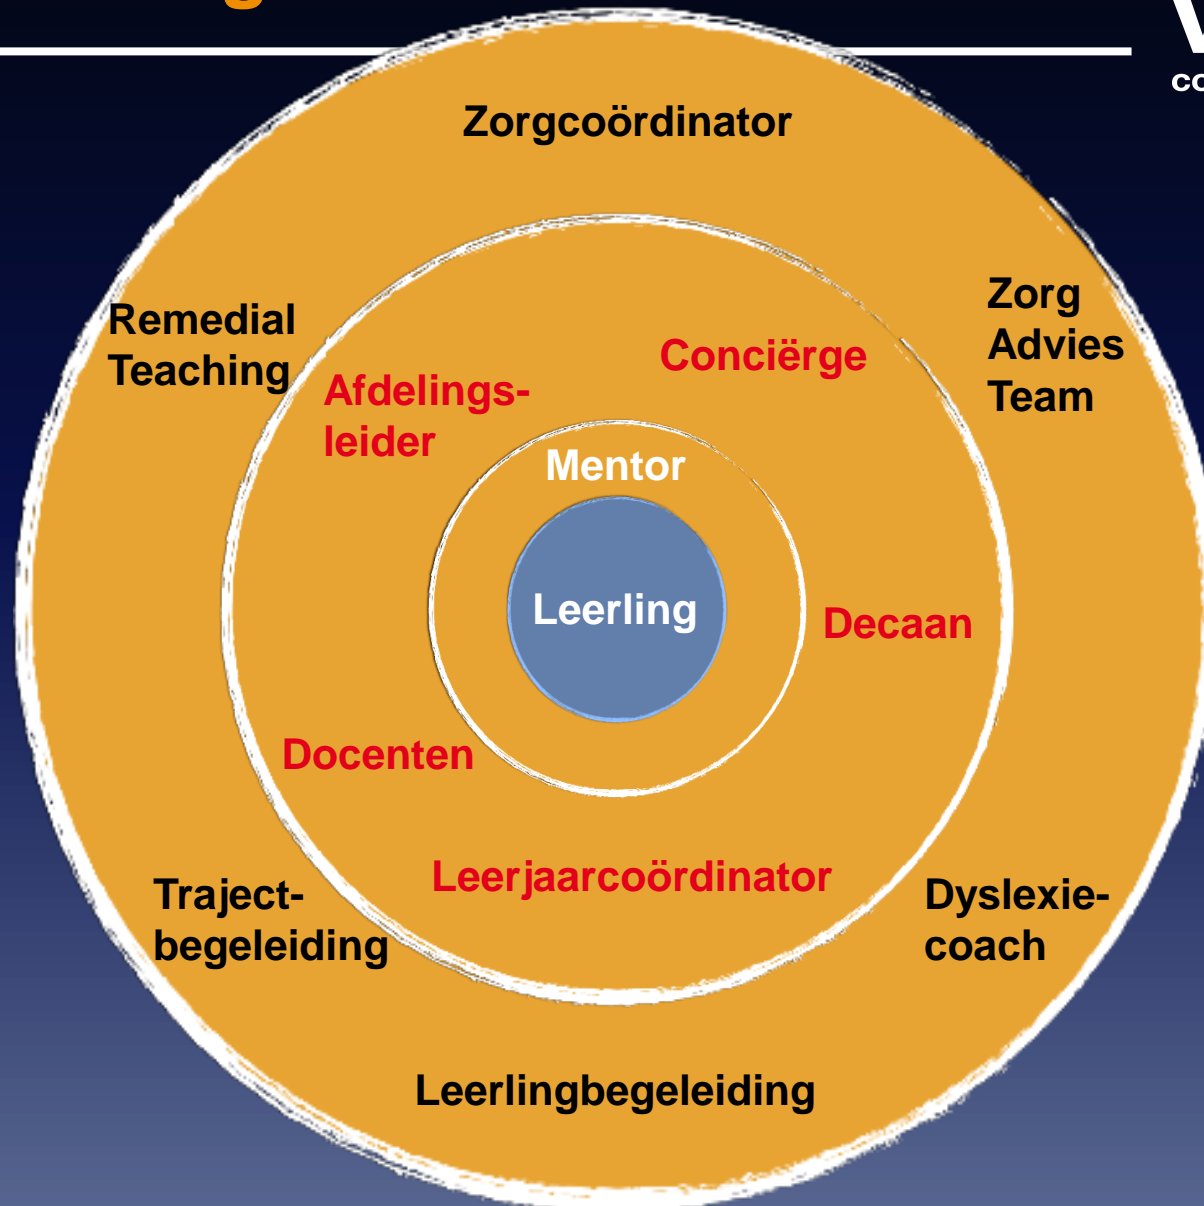 Zorgcoördinator
Remedial
Teaching
Zorg
Advies
Team
Conciërge
Afdelings-
leider
Mentor
Leerling
Decaan
Docenten
Leerjaarcoördinator
Traject-
begeleiding
Dyslexie-
coach
Leerlingbegeleiding